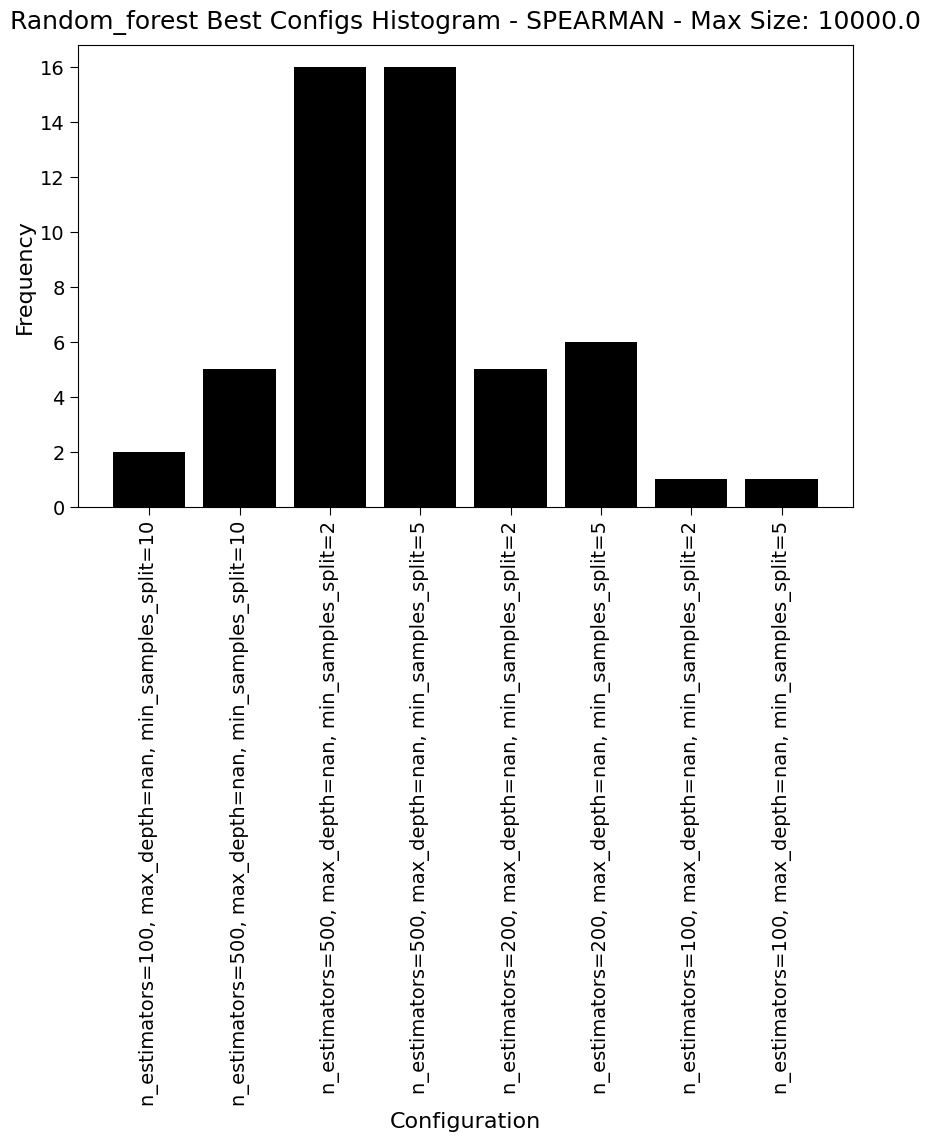 Random_forest Best Configs Histogram - SPEARMAN - Max Size: 10000.0
Frequency
16
14
12
10
8
6
4
2
0
n_estimators=100, max_depth=nan, min_samples_split=10
n_estimators=500, max_depth=nan, min_samples_split=10
n_estimators=500, max_depth=nan, min_samples_split=2
n_estimators=500, max_depth=nan, min_samples_split=5
n_estimators=200, max_depth=nan, min_samples_split=2
n_estimators=200, max_depth=nan, min_samples_split=5
n_estimators=100, max_depth=nan, min_samples_split=2
n_estimators=100, max_depth=nan, min_samples_split=5
Configuration